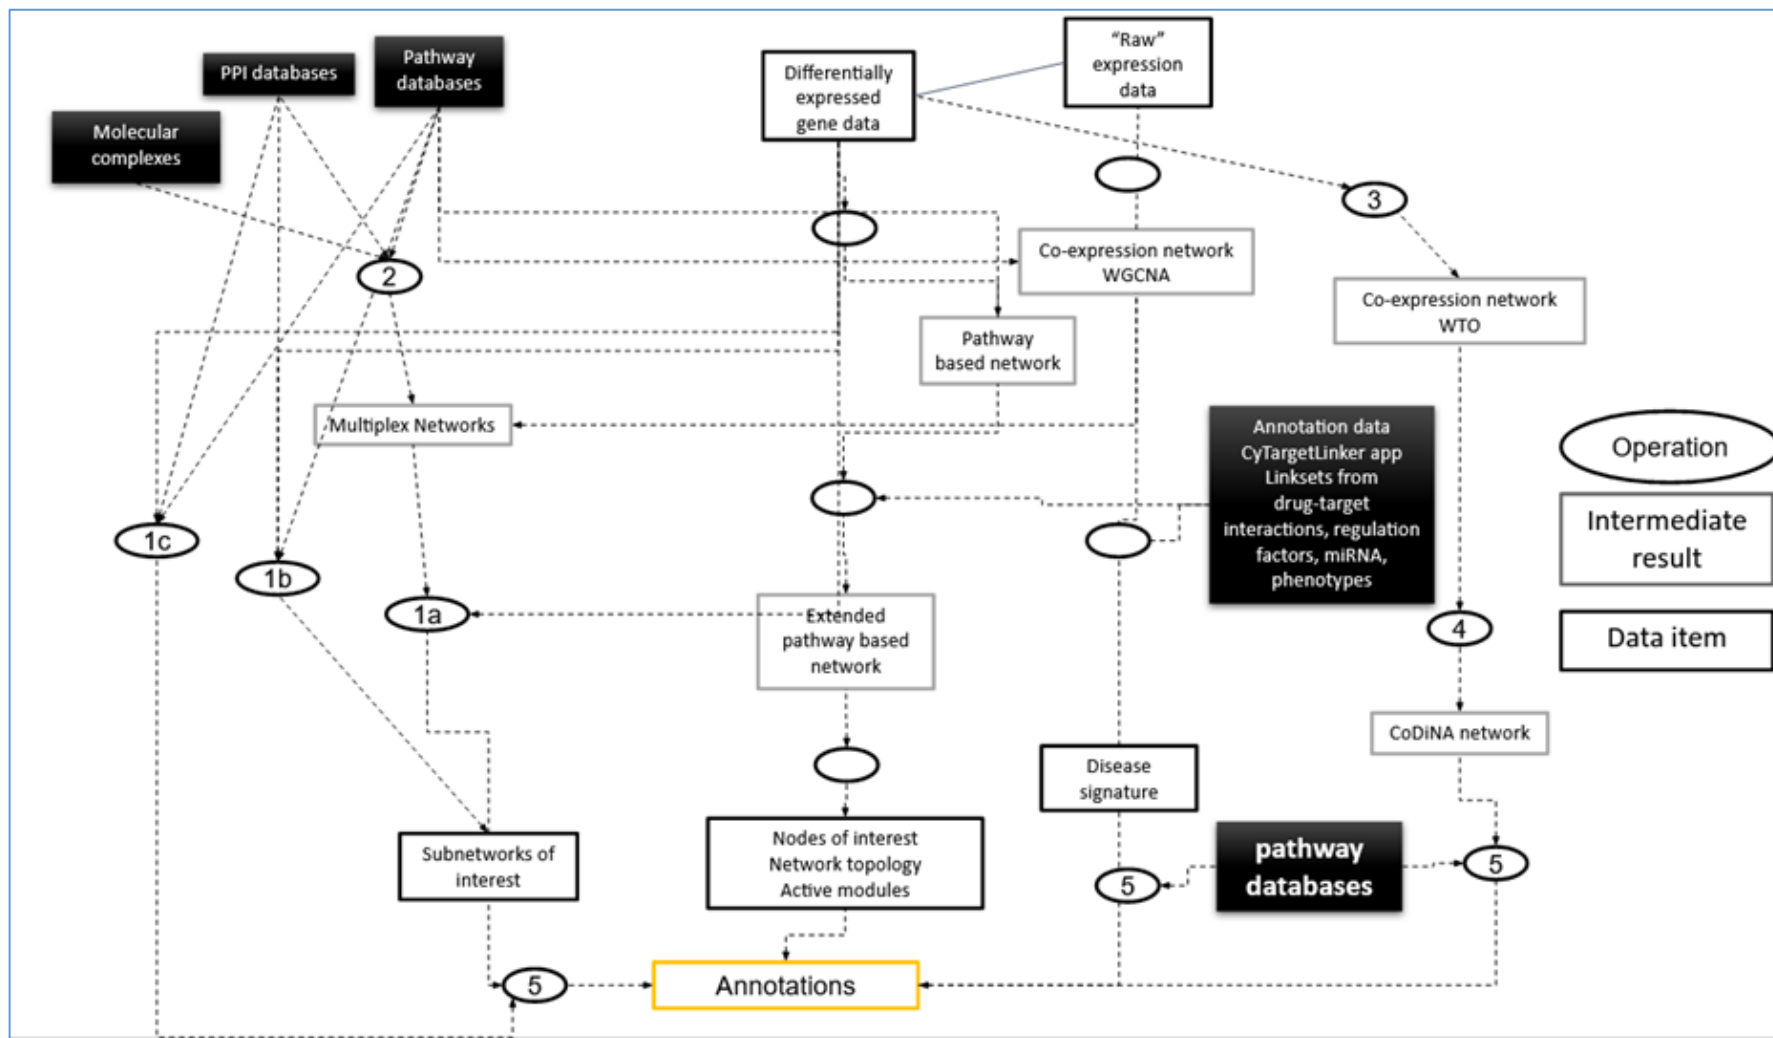 PPI databases
Pathway
databases
Molecular
complexes
Differentially
expressed
gene data
“Raw”
expression
data
3
2
Co-expression network
WGCNA
Co-expression network
WTO
Pathway
based network
Multiplex Networks
Annotation data
CyTargetLinker app
Linksets from
drug-target
interactions, regulation
factors, miRNA,
phenotypes
Operation
Intermediate
result
Data item
1c
1b
1a
Extended
pathway based
network
4
CoDiNA network
Disease
signature
Subnetworks of
interest
Nodes of interest
Network topology
Active modules
5
pathway
databases
5
5
Annotations